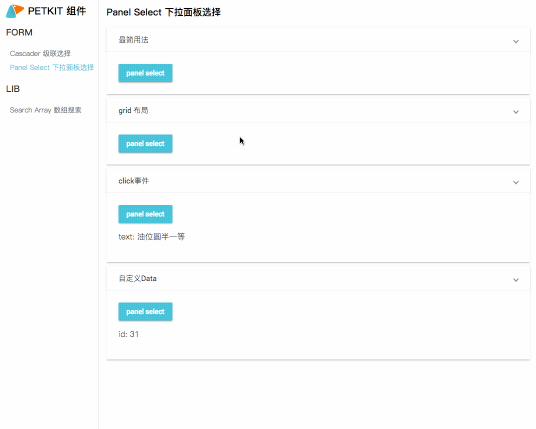 PETKIT 组件
FORM
Cascader 级联选择
Panel Select 下拉面板选择
LIB
Search Array 数组搜索
Panel Select 下拉面板选择
最简用法
panel select
grid 布局
panel select
click事件
panel select
text: 油位圆半一等
自定义Data
panel select
id: 31